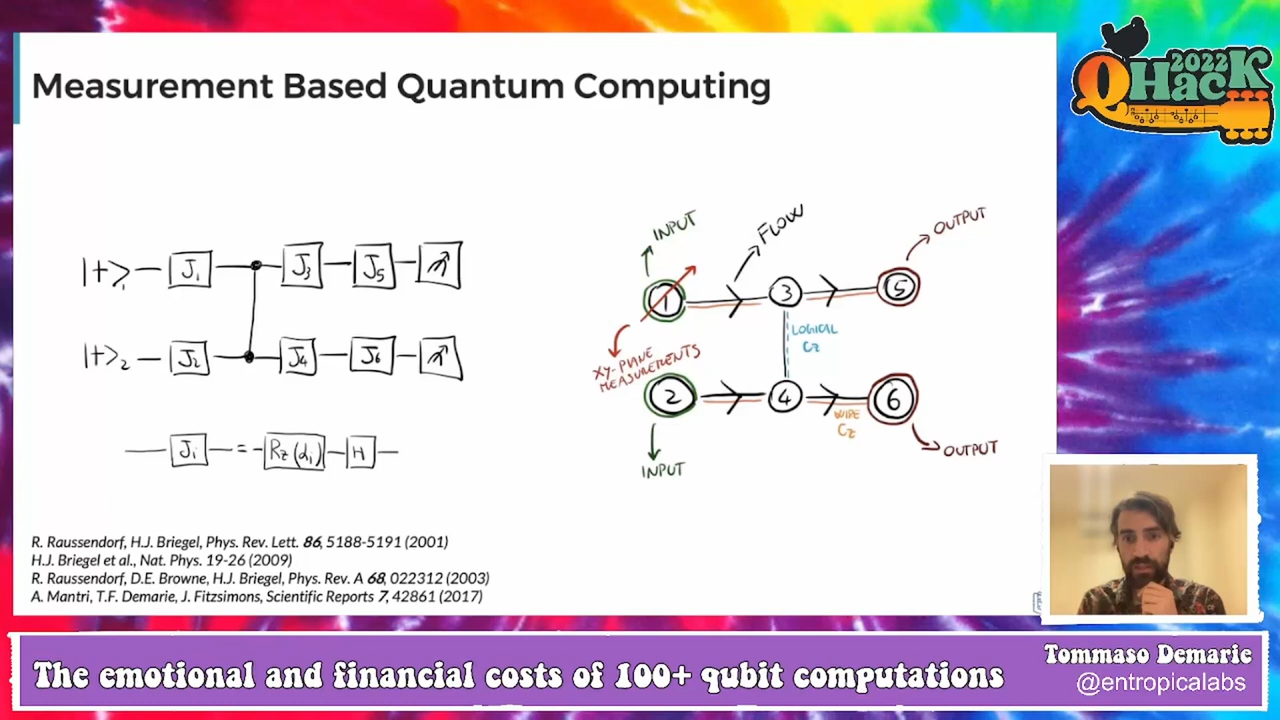 Measurement Based Quantum Computing
2022
QHack
|+>₁ J₁ J₃ J₅
|+>₂ J₂ J₄ J₆
Jᵢ = Rz(αᵢ) H
INPUT
FLOW
OUTPUT
1 3 5
LOGICAL
CZ
XY-PLANE
MEASUREMENTS
2 4 6
WIRE
CZ
INPUT
OUTPUT
R. Raussendorf, H.J. Briegel, Phys. Rev. Lett. 86, 5188-5191 (2001)
H.J. Briegel et al., Nat. Phys. 19-26 (2009)
R. Raussendorf, D.E. Browne, H.J. Briegel, Phys. Rev. A 68, 022312 (2003)
A. Mantri, T.F. Demarie, J. Fitzsimons, Scientific Reports 7, 42861 (2017)
The emotional and financial costs of 100+ qubit computations
Tommaso Demarie
@entropicalabs